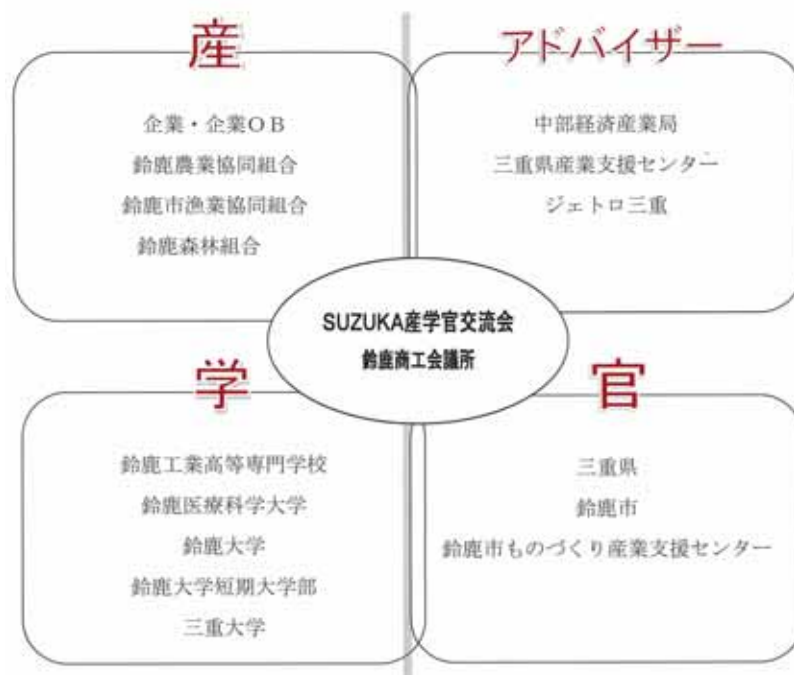 産
企業・企業ＯＢ
鈴鹿農業協同組合
鈴鹿市漁業協同組合
鈴鹿森林組合
アドバイザー
中部経済産業局
三重県産業支援センター
ジェトロ三重
SUZUKA産学官交流会
鈴鹿商工会議所
学
鈴鹿工業高等専門学校
鈴鹿医療科学大学
鈴鹿大学
鈴鹿大学短期大学部
三重大学
官
三重県
鈴鹿市
鈴鹿市ものづくり産業支援センター